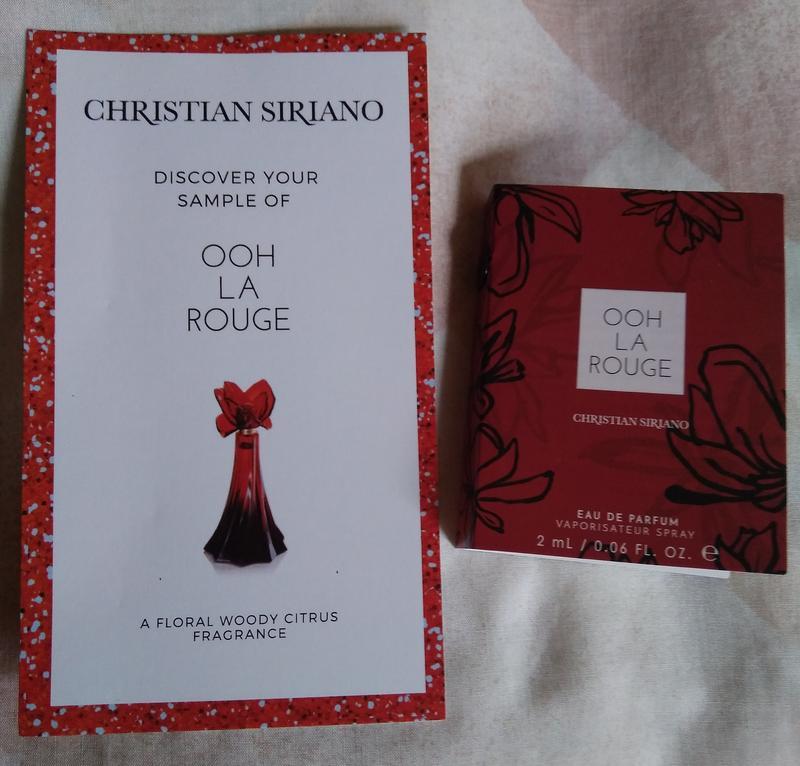 CHRISTIAN SIRIANO
DISCOVER YOUR
SAMPLE OF
OOH
LA
ROUGE
A FLORAL WOODY CITRUS
FRAGRANCE
OOH
LA
ROUGE
CHRISTIAN SIRIANO
EAU DE PARFUM
VAPORISATEUR SPRAY
2 mL / 0.06 FL. OZ. ℮